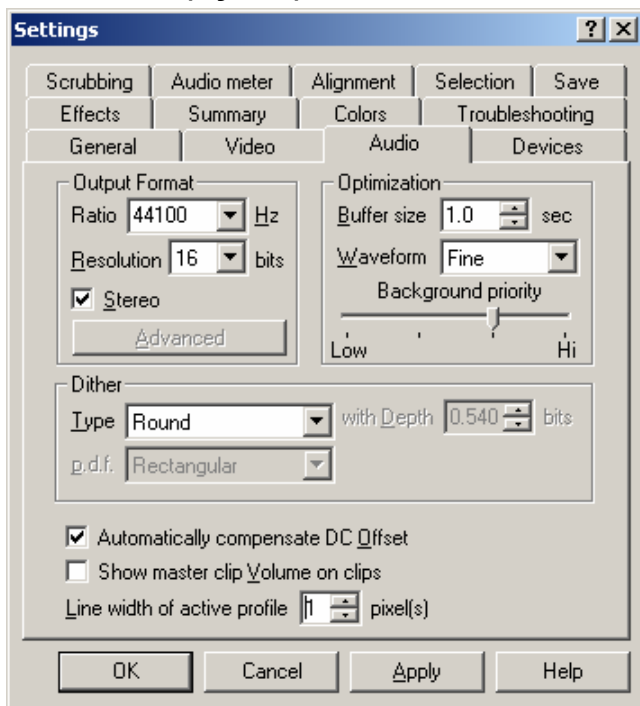 Settings
Scrubbing Audio meter Alignment Selection Save
Effects Summary Colors Troubleshooting
General Video Audio Devices
Output Format
Ratio 44100 Hz
Resolution 16 bits
Stereo
Advanced
Optimization
Buffer size 1.0 sec
Waveform Fine
Background priority
Low Hi
Dither
Type Round with Depth 0.540 bits
p.d.f. Rectangular
Automatically compensate DC Offset
Show master clip Volume on clips
Line width of active profile 1 pixel(s)
OK Cancel Apply Help